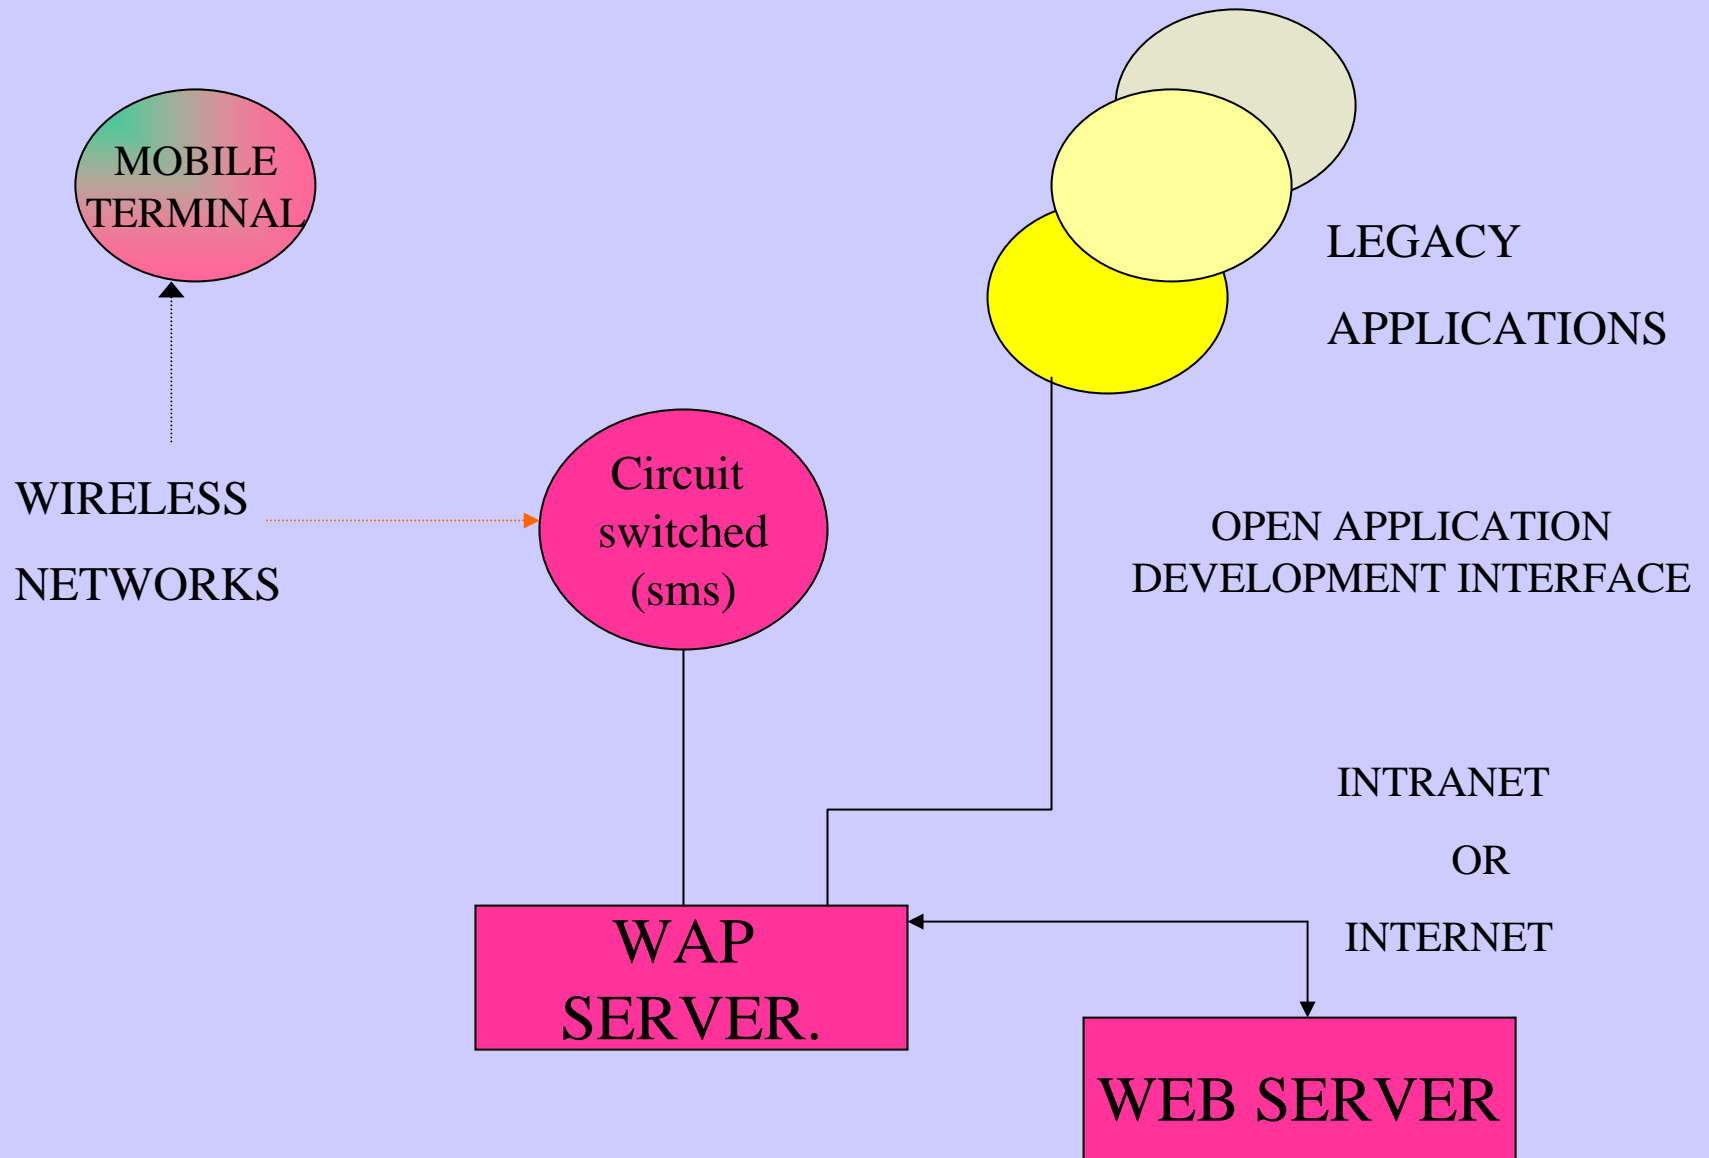 MOBILE
TERMINAL
LEGACY
APPLICATIONS
WIRELESS
NETWORKS
Circuit
switched
(sms)
OPEN APPLICATION
DEVELOPMENT INTERFACE
INTRANET
OR
INTERNET
WAP
SERVER.
WEB SERVER